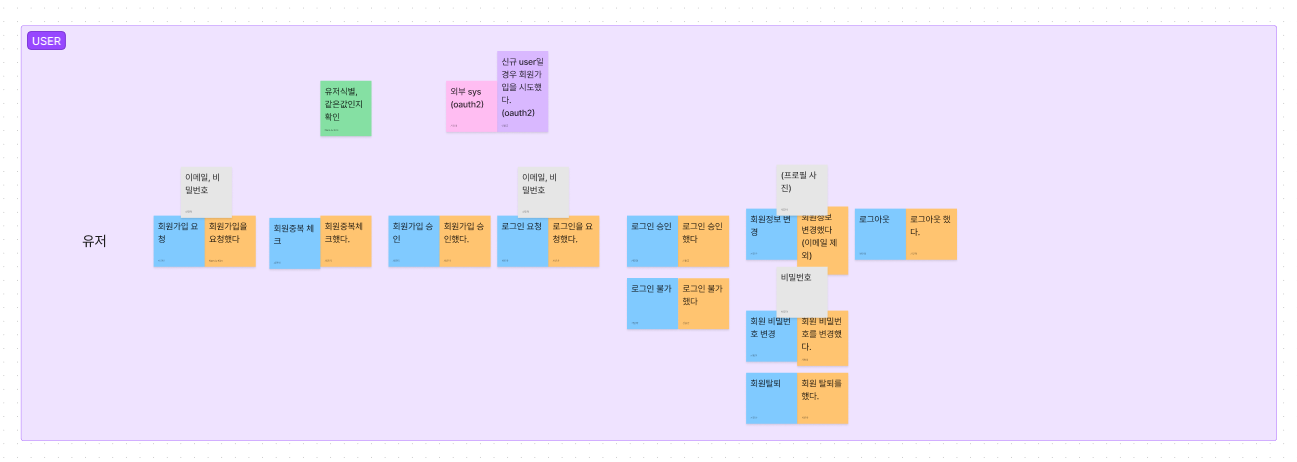 USER
유저식별,
같은값인지
확인
외부 sys
(oauth2)
신규 user일
경우 회원가
입을 시도했
다.
(oauth2)
유저
이메일, 비
밀번호
회원가입 요
청
회원가입을
요청했다
회원중복 체
크
회원중복체
크했다.
회원가입 승
인
회원가입 승
인했다.
이메일, 비
밀번호
로그인 요청
로그인을 요
청했다.
로그인 승인
로그인 승인
했다
로그인 불가
로그인 불가
했다
(프로필 사
진)
회원정보 변
경
회원정보
변경했다
(이메일 제
외)
비밀번호
회원 비밀번
호 변경
회원 비밀번
호를 변경했
다.
회원탈퇴
회원 탈퇴를
했다.
로그아웃
로그아웃 했
다.